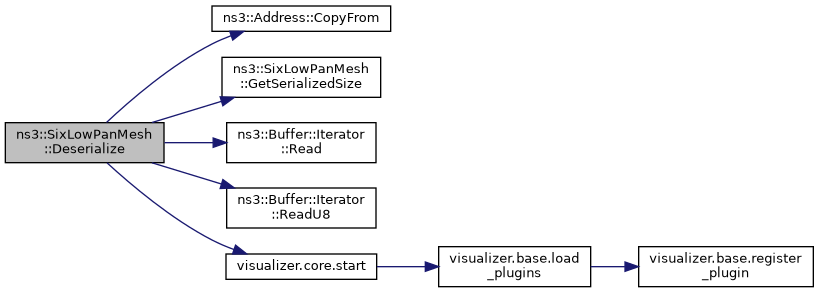 ns3::Address::CopyFrom
ns3::SixLowPanMesh
::GetSerializedSize
ns3::SixLowPanMesh
::Deserialize
ns3::Buffer::Iterator
::Read
ns3::Buffer::Iterator
::ReadU8
visualizer.core.start
visualizer.base.load
_plugins
visualizer.base.register
_plugin